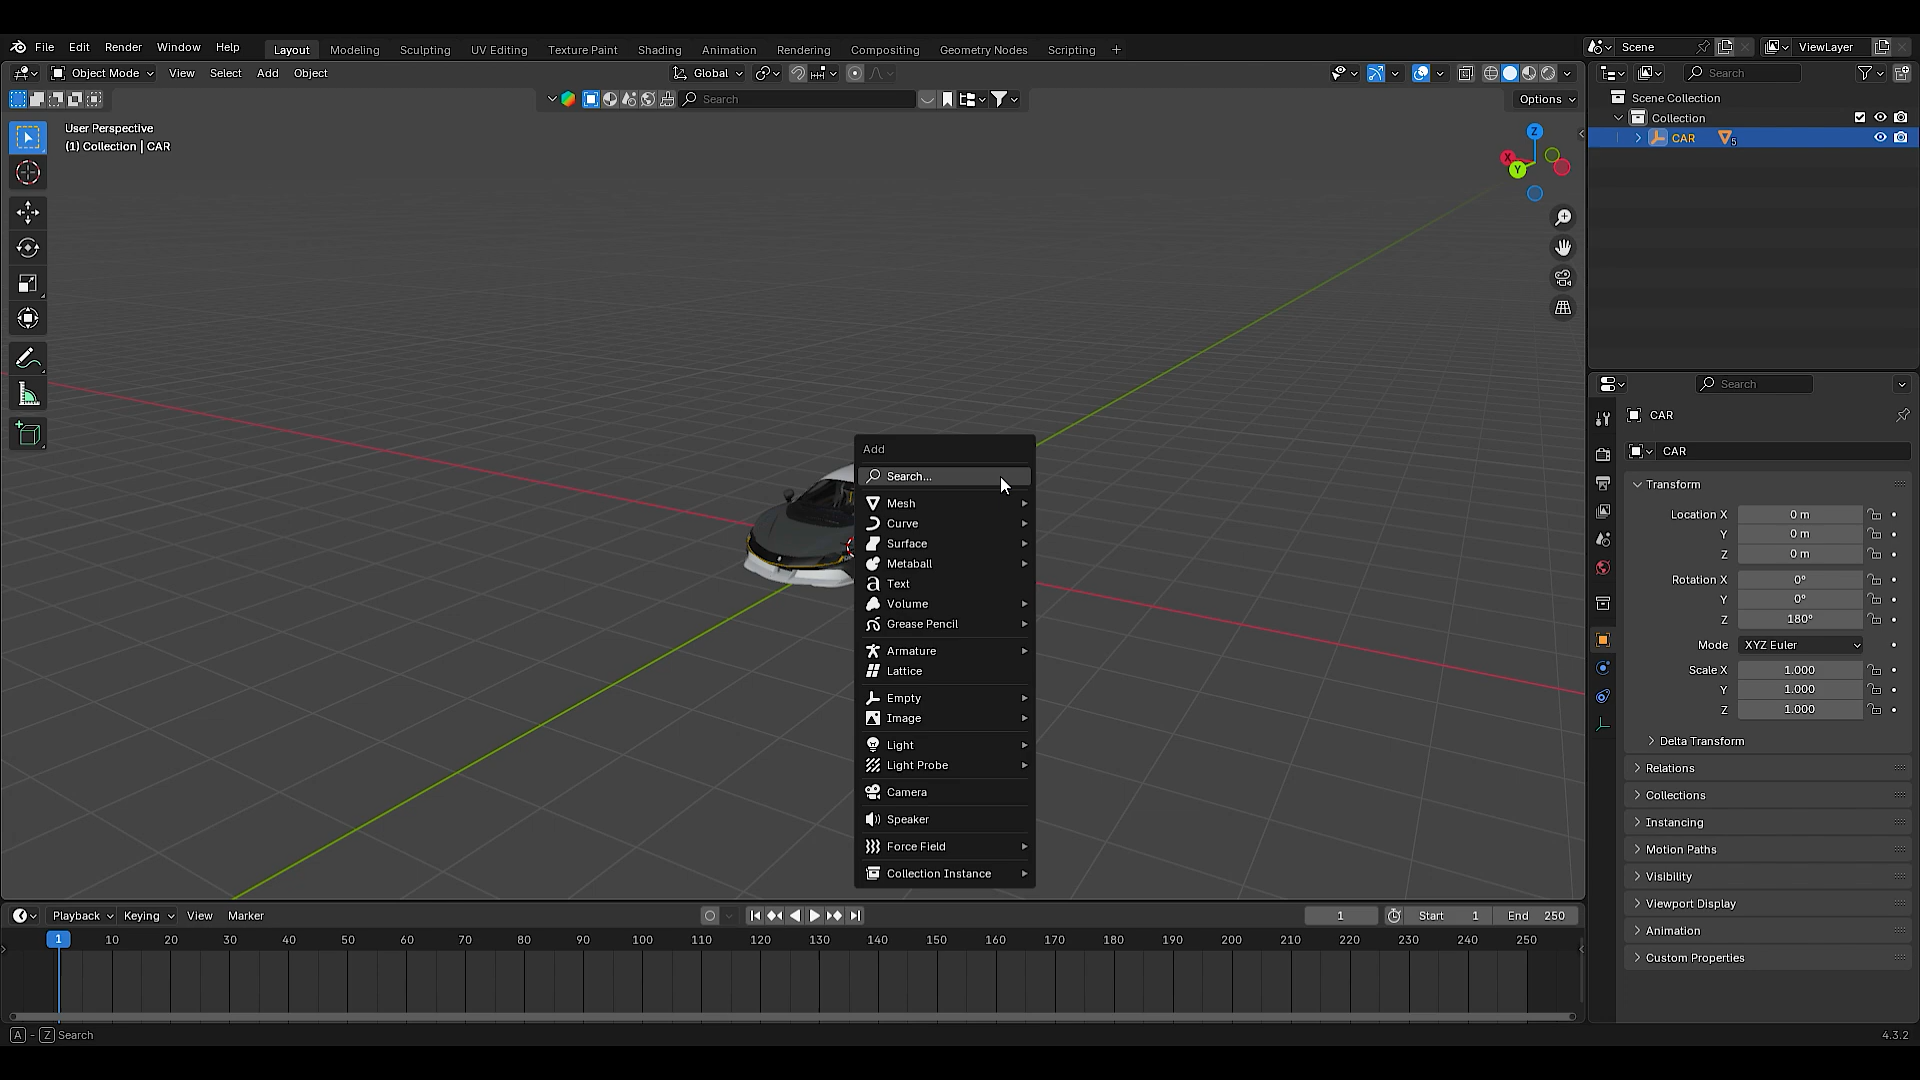 File Edit Render Window Help Layout Modeling Sculpting UV Editing Texture Paint Shading Animation Rendering Compositing Geometry Nodes Scripting + Scene ViewLayer
Object Mode View Select Add Object Global Search
Search Options
User Perspective
(1) Collection | CAR
Z
X
Y
Scene Collection
Collection
CAR 5
Add
Search...
Mesh
Curve
Surface
Metaball
Text
Volume
Grease Pencil
Armature
Lattice
Empty
Image
Light
Light Probe
Camera
Speaker
Force Field
Collection Instance
Search
CAR
CAR
Transform
Location X 0 m
Y 0 m
Z 0 m
Rotation X 0°
Y 0°
Z 180°
Mode XYZ Euler
Scale X 1.000
Y 1.000
Z 1.000
Delta Transform
Relations
Collections
Instancing
Motion Paths
Visibility
Viewport Display
Animation
Custom Properties
Playback Keying View Marker 1 Start 1 End 250
1 10 20 30 40 50 60 70 80 90 100 110 120 130 140 150 160 170 180 190 200 210 220 230 240 250
A - Z Search 4.3.2